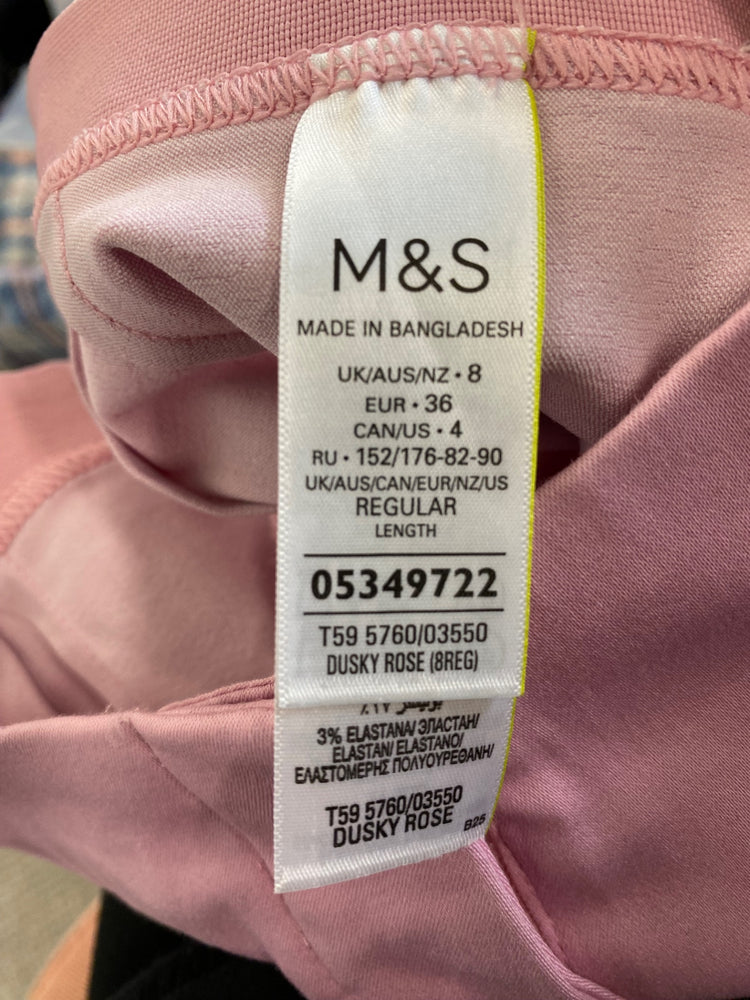 M&S
MADE IN BANGLADESH
UK/AUS/NZ • 8
EUR • 36
CAN/US • 4
RU • 152/176-82-90
UK/AUS/CAN/EUR/NZ/US
REGULAR
LENGTH
05349722
T59 5760/03550
DUSKY ROSE (8REG)
3% ELASTANA/ ЭЛАСТАН/
ELASTAN/ ELASTANO/
ΕΛΑΣΤΟΜΕΡΗΣ ΠΟΛΥΟΥΡΕΘΑΝΗ/
T59 5760/03550
DUSKY ROSE B25